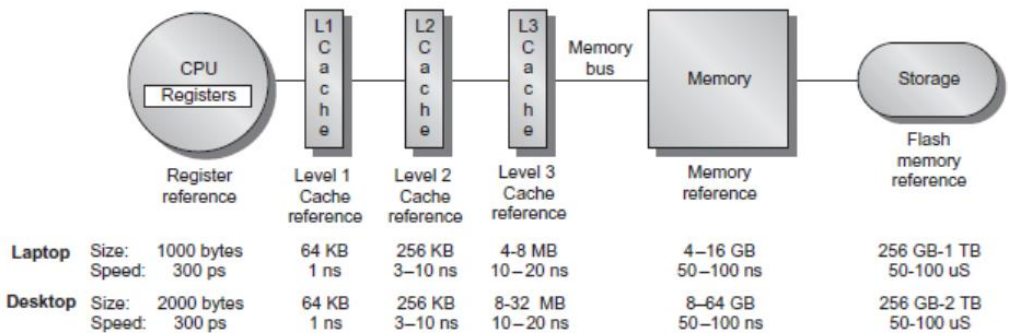 CPU
Registers
L1
C
a
c
h
e
L2
C
a
c
h
e
L3
C
a
c
h
e
Memory
bus
Memory
Storage
Register
reference
Level 1
Cache
reference
Level 2
Cache
reference
Level 3
Cache
reference
Memory
reference
Flash
memory
reference
Laptop Size: 1000 bytes 64 KB 256 KB 4-8 MB 4–16 GB 256 GB-1 TB
Speed: 300 ps 1 ns 3–10 ns 10–20 ns 50–100 ns 50-100 uS
Desktop Size: 2000 bytes 64 KB 256 KB 8-32 MB 8–64 GB 256 GB-2 TB
Speed: 300 ps 1 ns 3–10 ns 10–20 ns 50–100 ns 50-100 uS